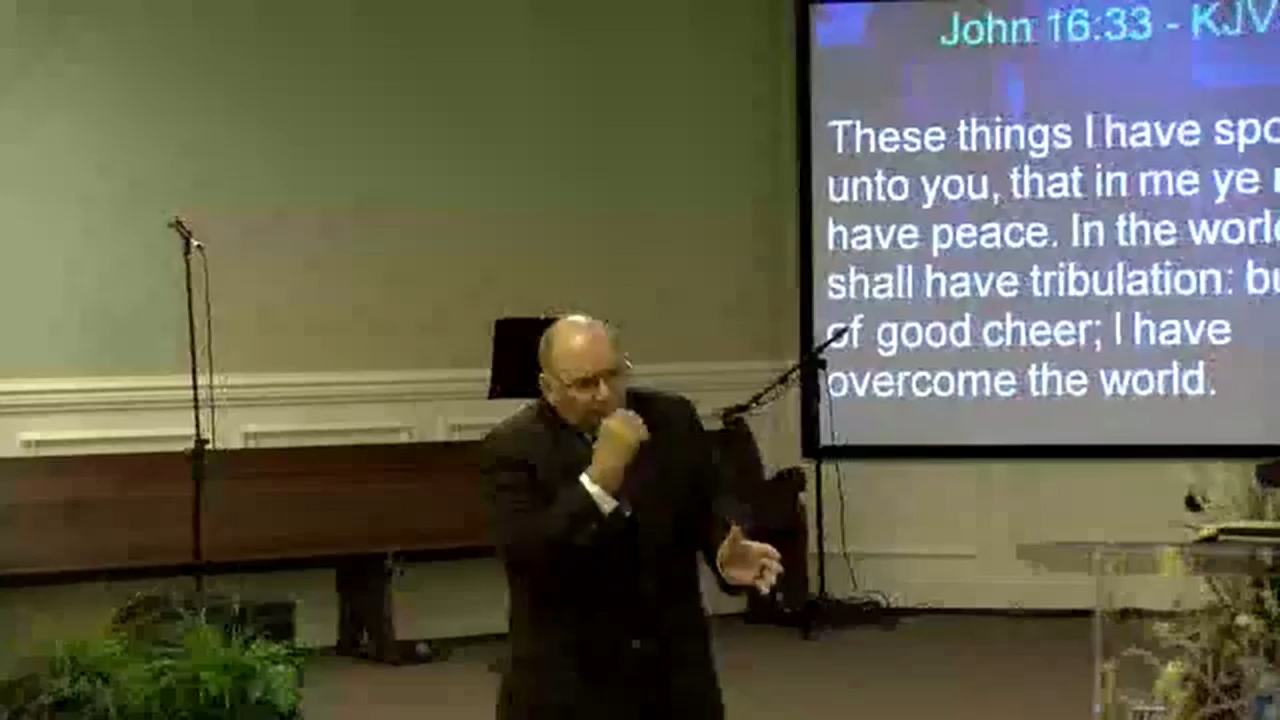 John 16:33 - KJV
These things I have spo
unto you, that in me ye
have peace. In the worl
shall have tribulation: bu
of good cheer; I have
overcome the world.